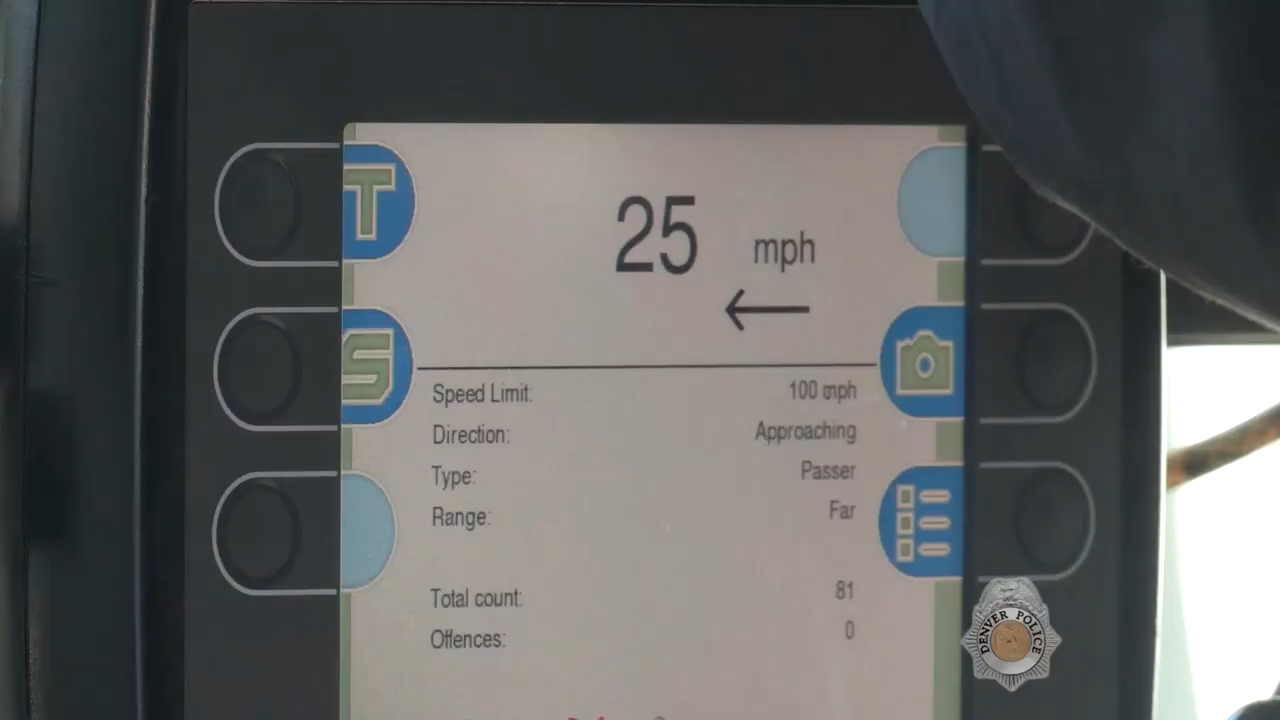 T
25 mph
S
Speed Limit: 100 mph
Direction: Approaching
Type: Passer
Range: Far
Total count: 81
Offences: 0
DENVER POLICE